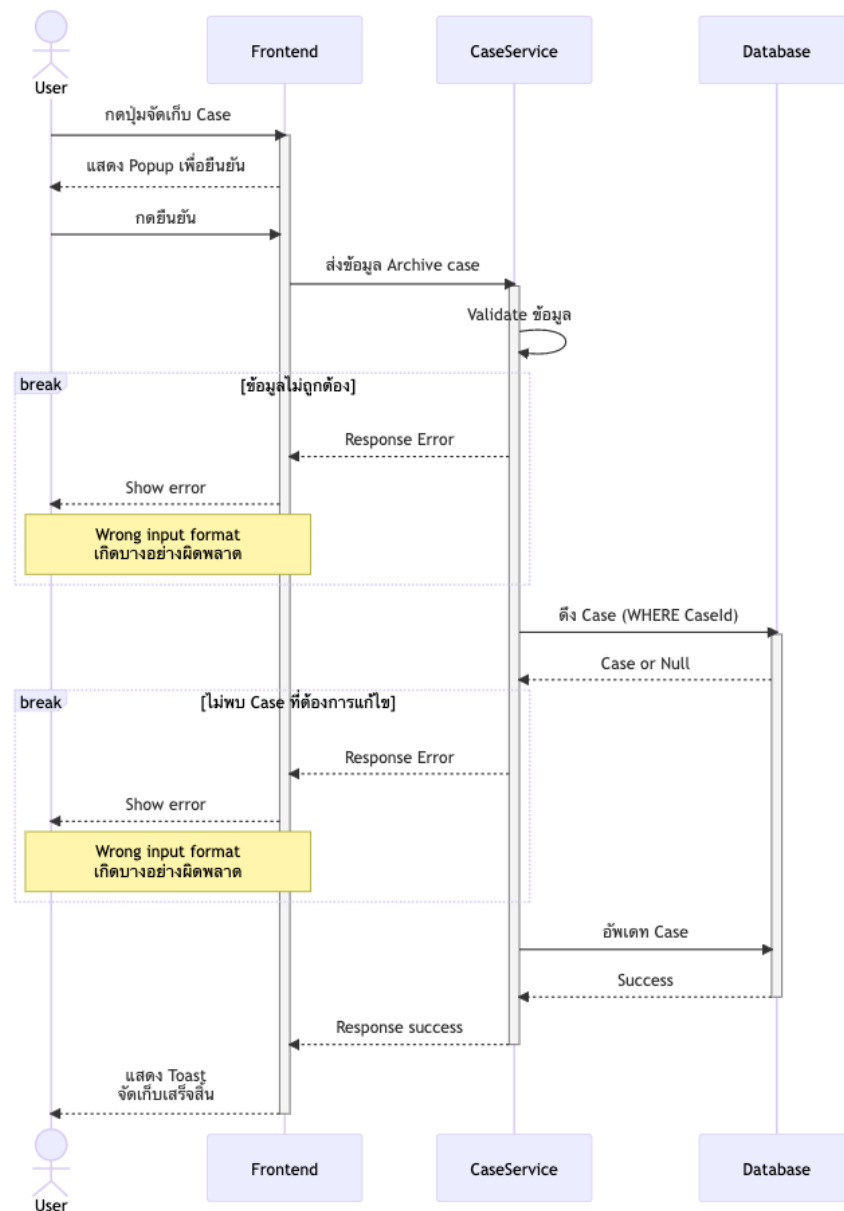 Frontend
CaseService
Database
User
กดปุ่มจัดเก็บ Case
แสดง Popup เพื่อยืนยัน
กดยืนยัน
ส่งข้อมูล Archive case
Validate ข้อมูล
break
[ข้อมูลไม่ถูกต้อง]
Response Error
Show error
Wrong input format
เกิดบางอย่างผิดพลาด
ดึง Case (WHERE CaseId)
Case or Null
break
[ไม่พบ Case ที่ต้องการแก้ไข]
Response Error
Show error
Wrong input format
เกิดบางอย่างผิดพลาด
อัพเดท Case
Success
Response success
แสดง Toast
จัดเก็บเสร็จสิ้น
Frontend
CaseService
Database
User